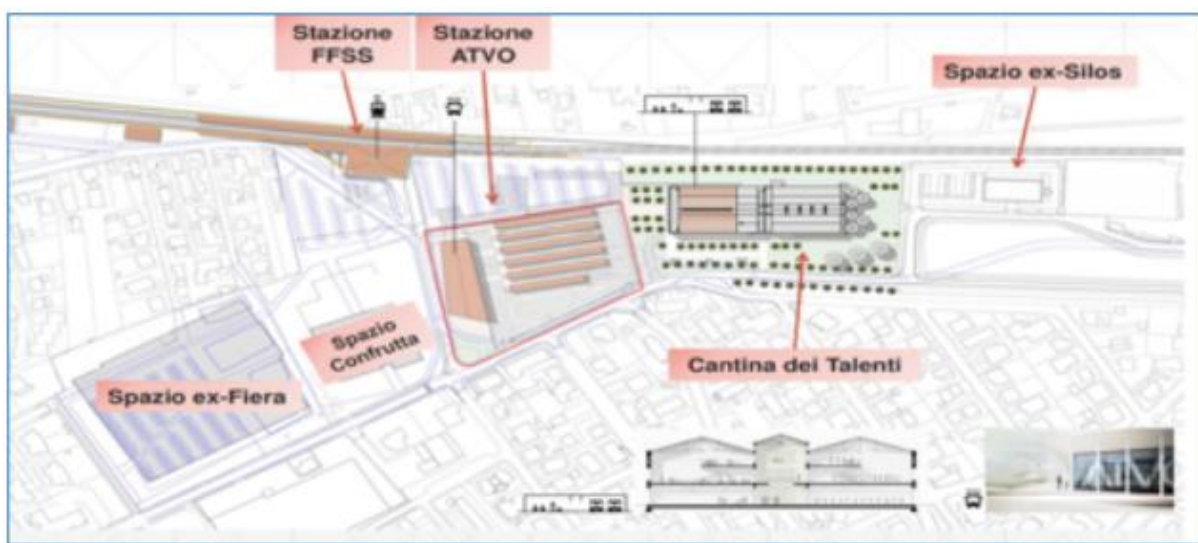 Stazione
FFSS
Stazione
ATVO
Spazio ex-Silos
Spazio
Confrutta
Cantina dei Talenti
Spazio ex-Fiera